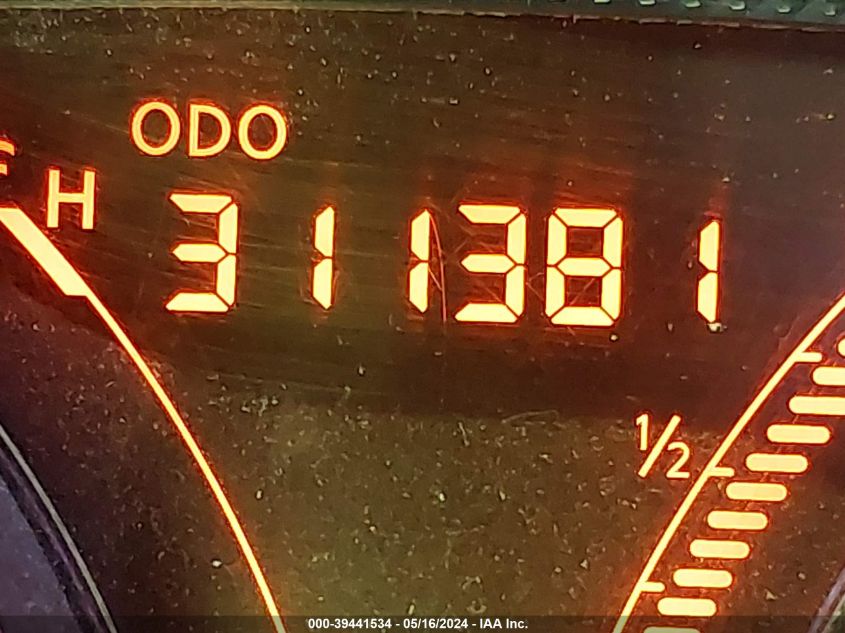 ODO
H
311381
1/2
000-39441534 - 05/16/2024 - IAA Inc.